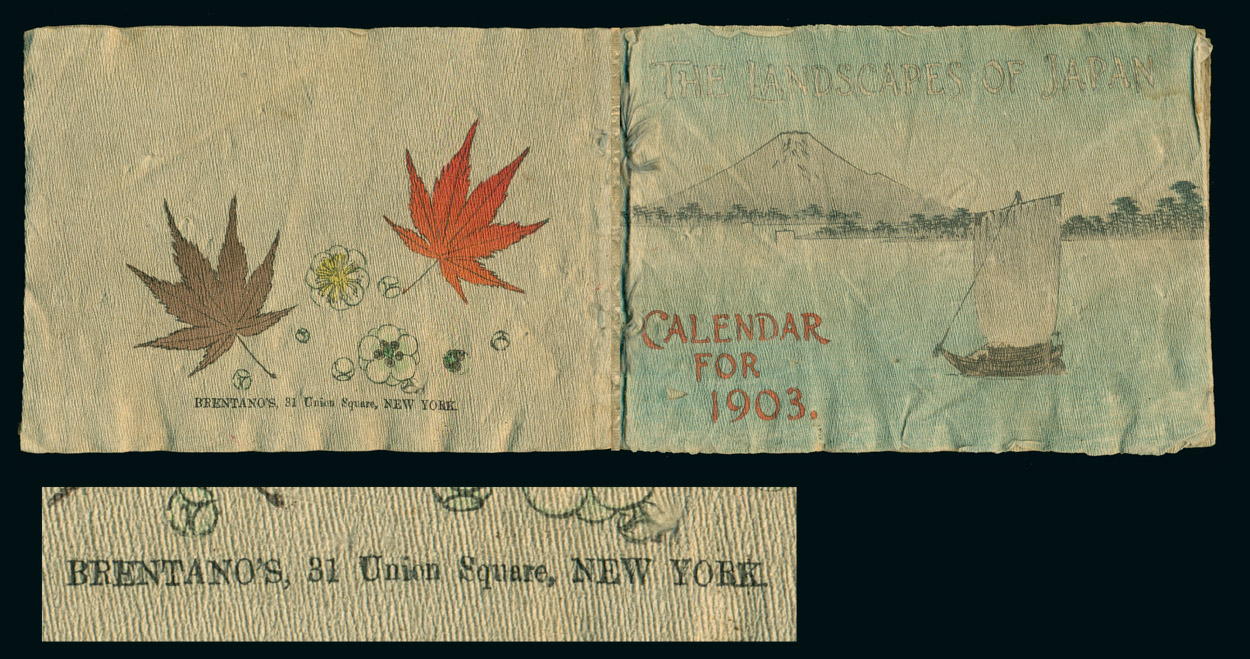 THE LANDSCAPES OF JAPAN
CALENDAR
FOR
1903.
BRENTANO'S, 31 Union Square, NEW YORK.
BRENTANO'S, 31 Union Square, NEW YORK.